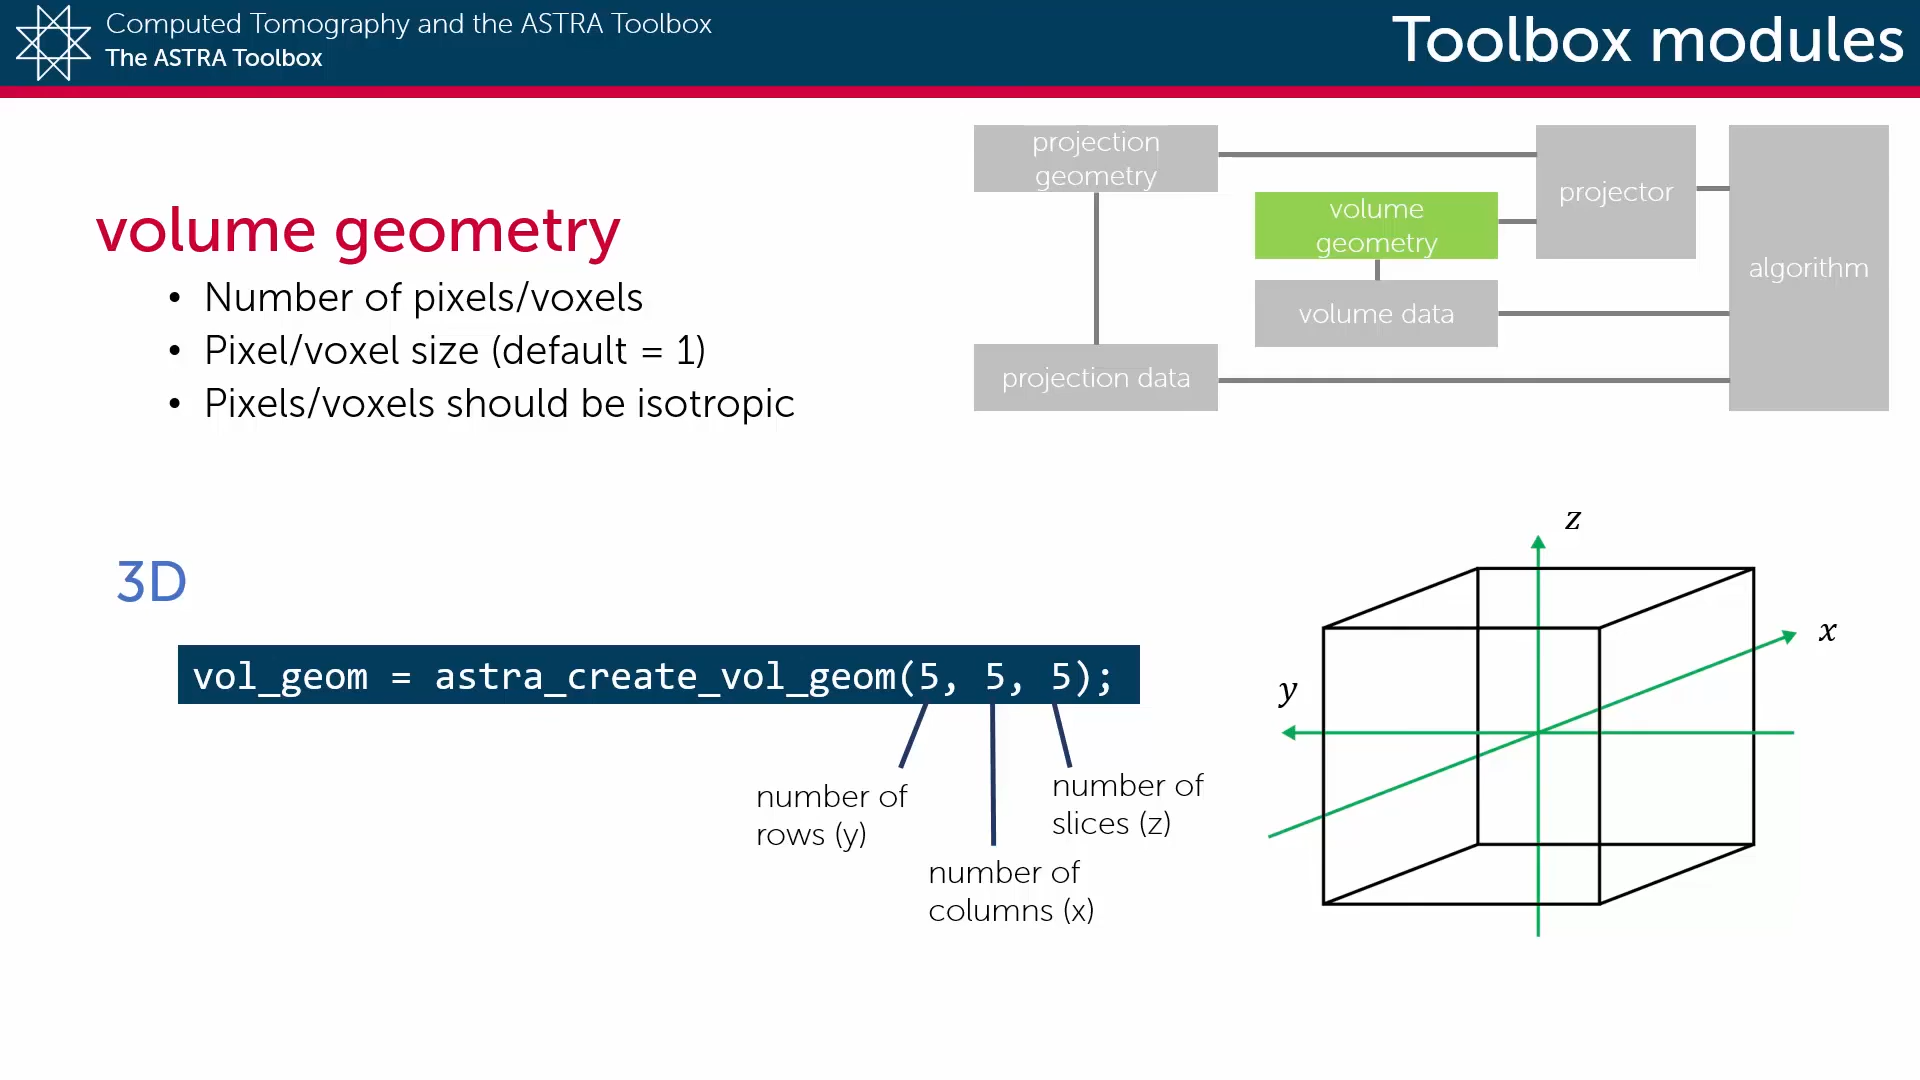 Computed Tomography and the ASTRA Toolbox
The ASTRA Toolbox
Toolbox modules
volume geometry
• Number of pixels/voxels
• Pixel/voxel size (default = 1)
• Pixels/voxels should be isotropic
projection
geometry
volume
geometry
volume data
projection data
projector
algorithm
3D
vol_geom = astra_create_vol_geom(5, 5, 5);
number of
rows (y)
number of
columns (x)
number of
slices (z)
z
x
y